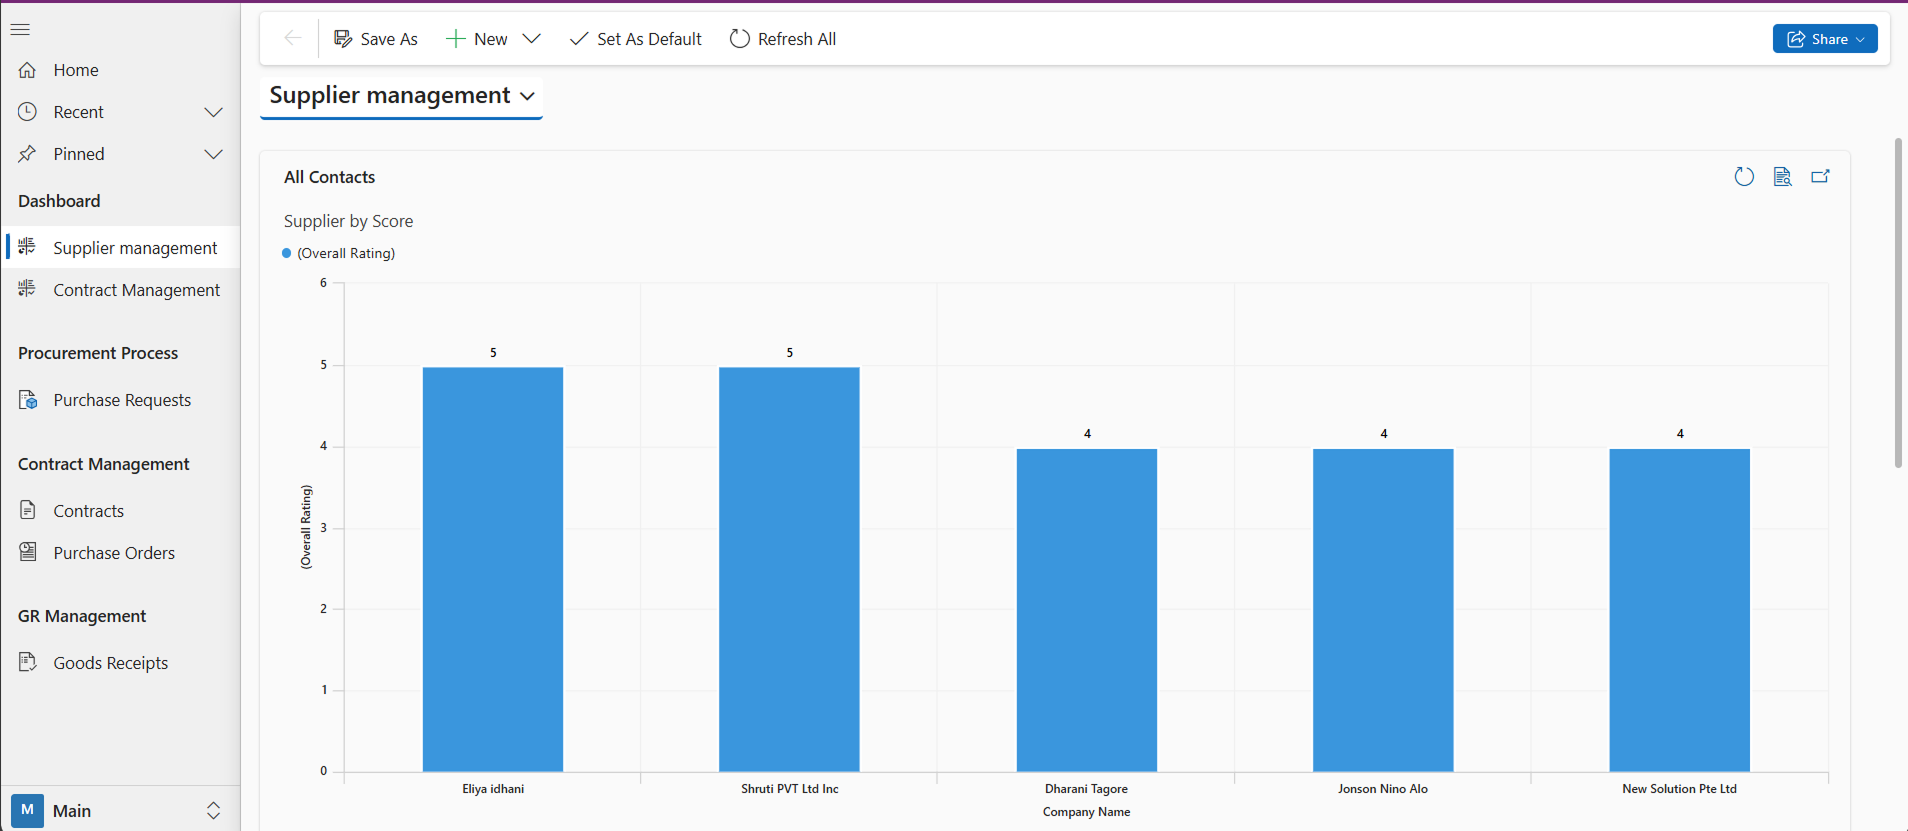 Save As
New
Set As Default
Refresh All
Share
Home
Recent
Pinned
Dashboard
Supplier management
Contract Management
Procurement Process
Purchase Requests
Contract Management
Contracts
Purchase Orders
GR Management
Goods Receipts
M
Main
Supplier management
All Contacts
Supplier by Score
(Overall Rating)
6
5
4
3
2
1
0
(Overall Rating)
5
5
4
4
4
Eliya idhani
Shruti PVT Ltd Inc
Dharani Tagore
Jonson Nino Alo
New Solution Pte Ltd
Company Name